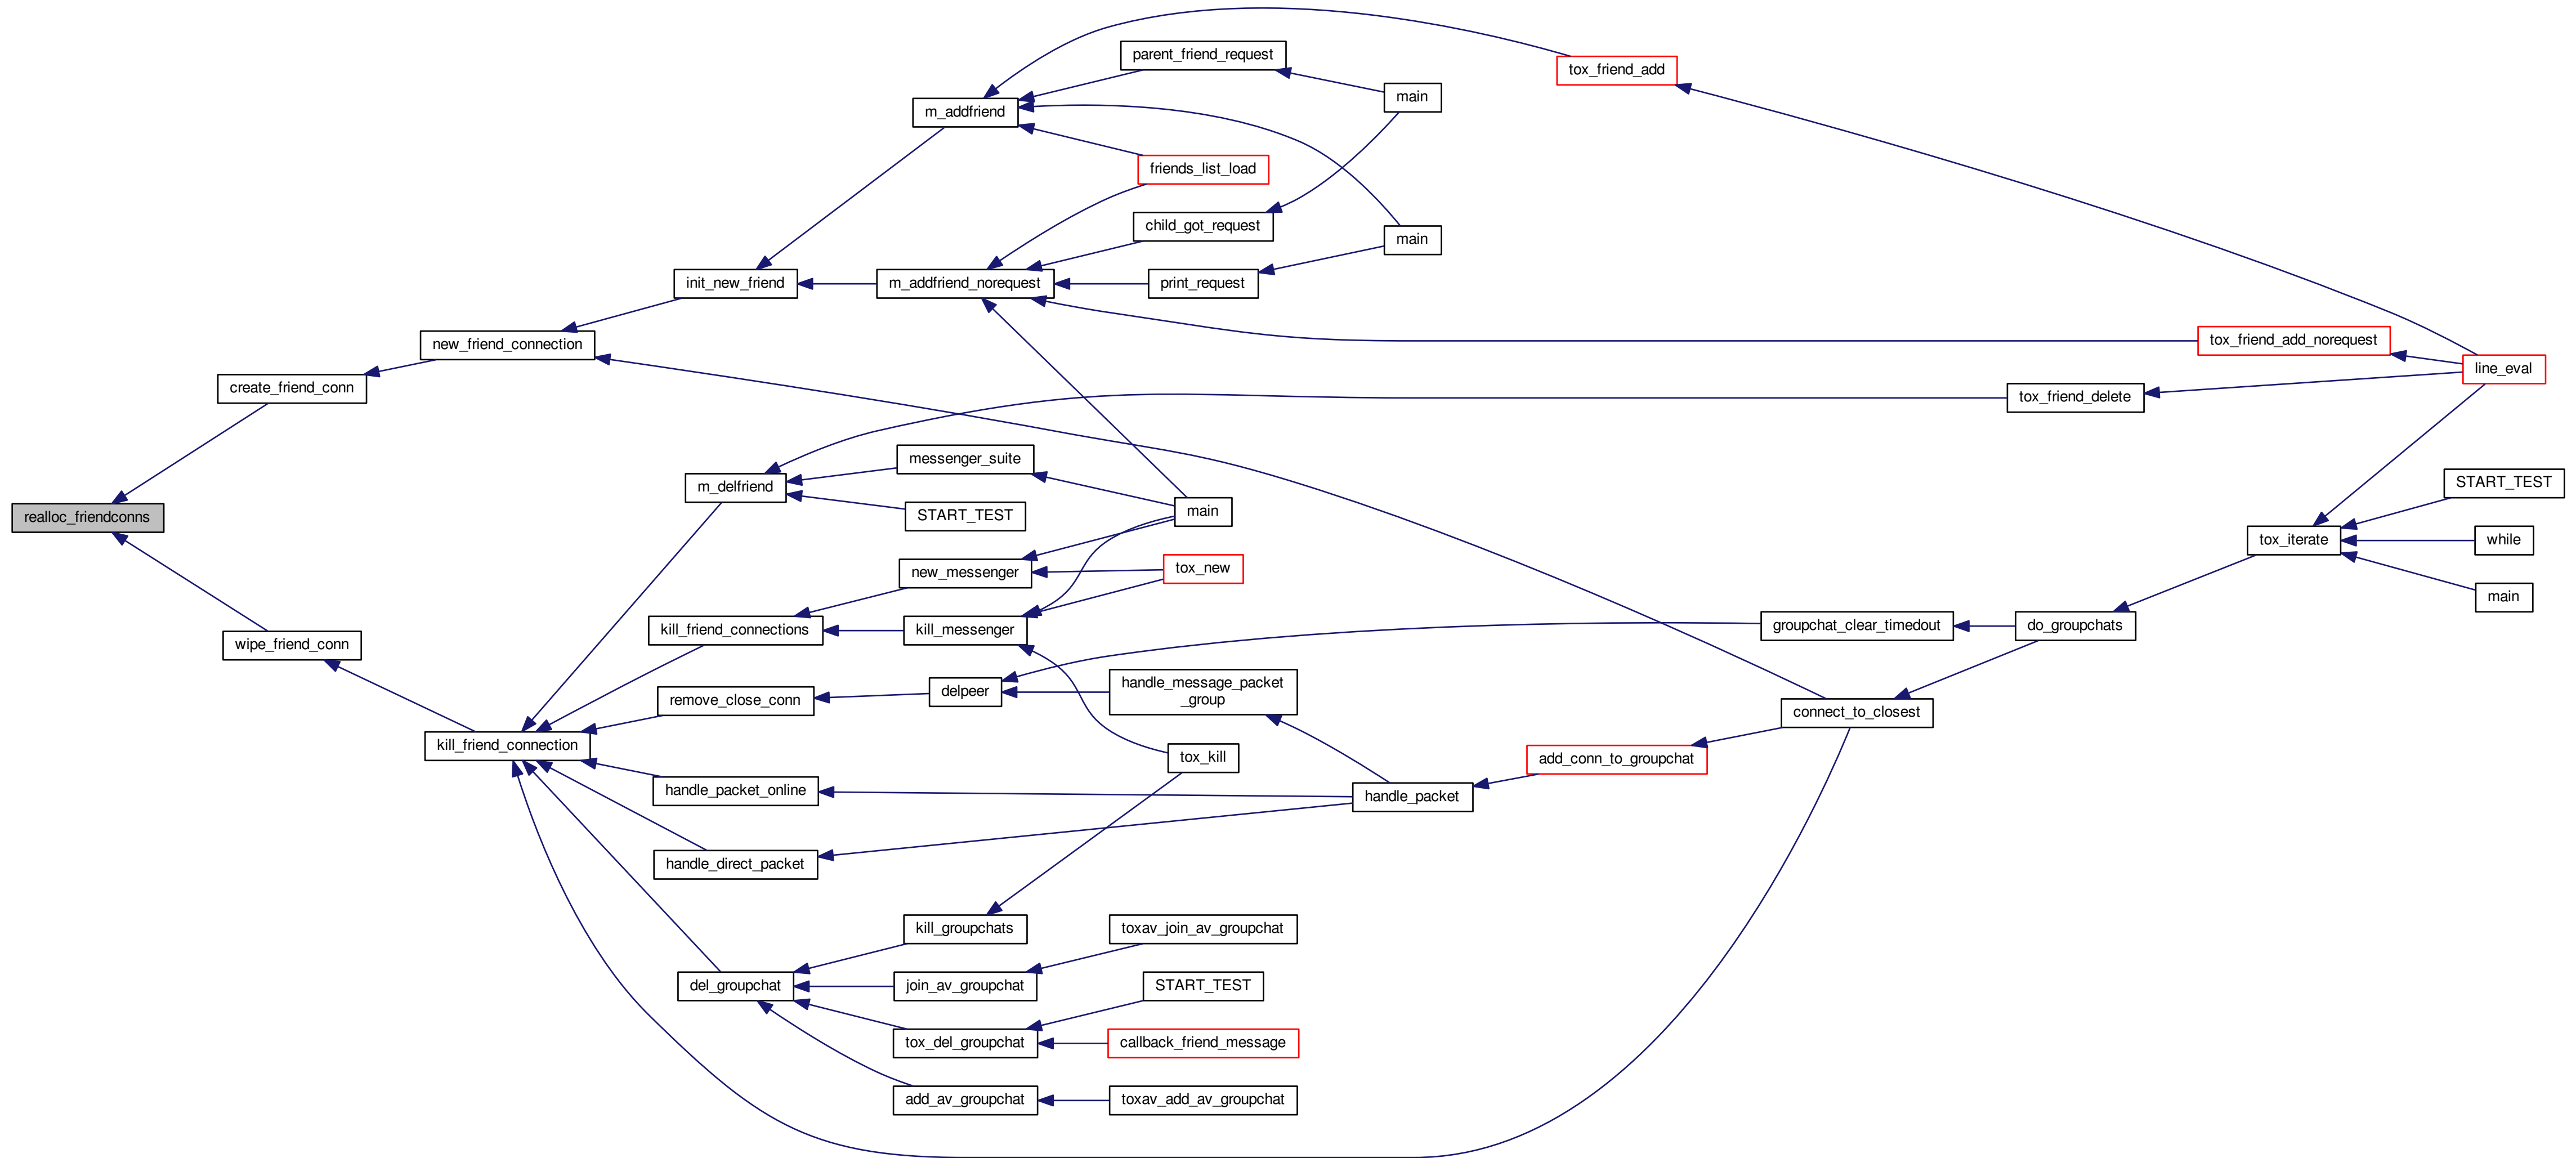 realloc_friendconns
create_friend_conn
wipe_friend_conn
new_friend_connection
kill_friend_connection
init_new_friend
m_delfriend
kill_friend_connections
remove_close_conn
handle_packet_online
handle_direct_packet
del_groupchat
m_addfriend
m_addfriend_norequest
messenger_suite
START_TEST
new_messenger
kill_messenger
delpeer
kill_groupchats
join_av_groupchat
tox_del_groupchat
add_av_groupchat
parent_friend_request
friends_list_load
child_got_request
print_request
main
tox_new
handle_message_packet
_group
tox_kill
toxav_join_av_groupchat
START_TEST
callback_friend_message
toxav_add_av_groupchat
main
main
handle_packet
tox_friend_add
add_conn_to_groupchat
groupchat_clear_timedout
connect_to_closest
tox_friend_delete
do_groupchats
tox_friend_add_norequest
tox_iterate
line_eval
START_TEST
while
main